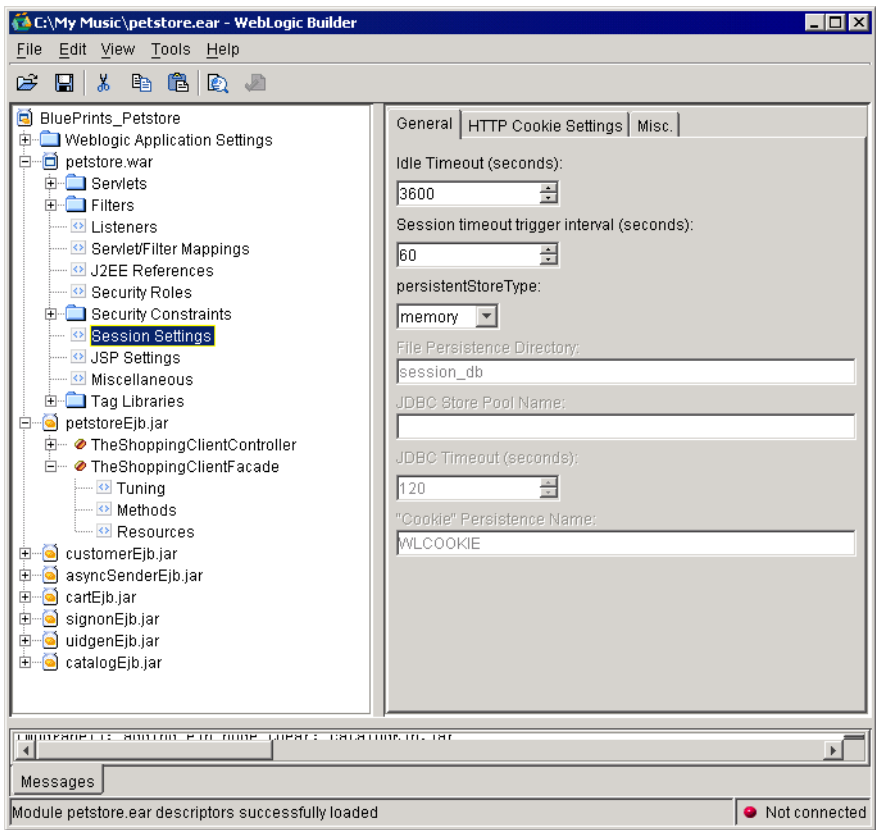 C:\My Music\petstore.ear - WebLogic Builder
File Edit View Tools Help
BluePrints_Petstore
Weblogic Application Settings
petstore.war
Servlets
Filters
Listeners
Servlet/Filter Mappings
J2EE References
Security Roles
Security Constraints
Session Settings
JSP Settings
Miscellaneous
Tag Libraries
petstoreEjb.jar
TheShoppingClientController
TheShoppingClientFacade
Tuning
Methods
Resources
customerEjb.jar
asyncSenderEjb.jar
cartEjb.jar
signonEjb.jar
uidgenEjb.jar
catalogEjb.jar
General HTTP Cookie Settings Misc.
Idle Timeout (seconds):
3600
Session timeout trigger interval (seconds):
60
persistentStoreType:
memory
File Persistence Directory:
session_db
JDBC Store Pool Name:
JDBC Timeout (seconds):
120
"Cookie" Persistence Name:
WLCOOKIE
Messages
Module petstore.ear descriptors successfully loaded
Not connected